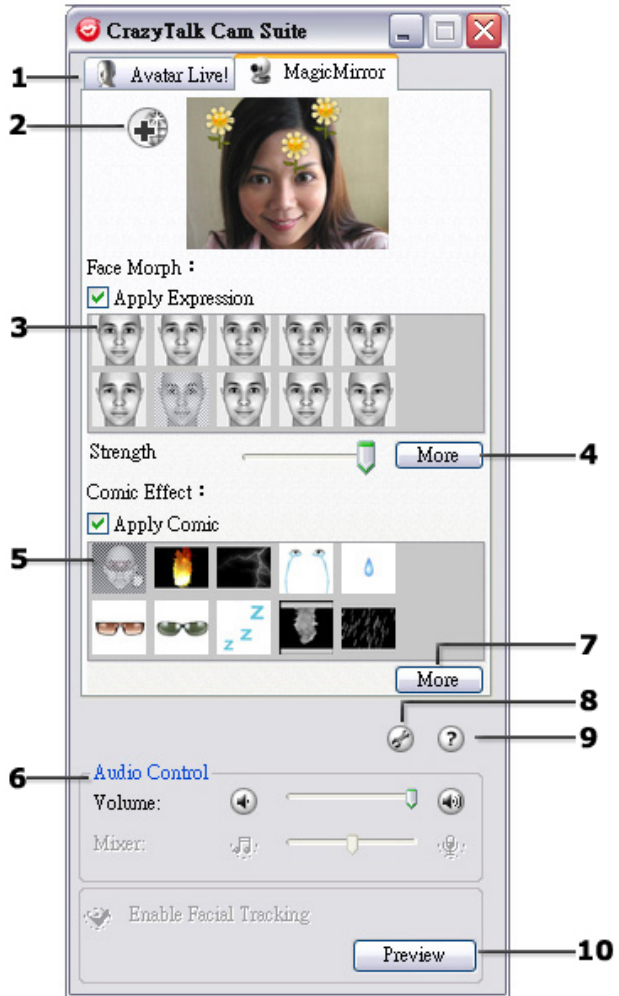 CrazyTalk Cam Suite
1 Avatar Live! MagicMirror
2
Face Morph :
Apply Expression
3
Strength More 4
Comic Effect :
Apply Comic
5
z z z
7
More
8
9
6 Audio Control
Volume:
Mixer:
Enable Facial Tracking
Preview 10